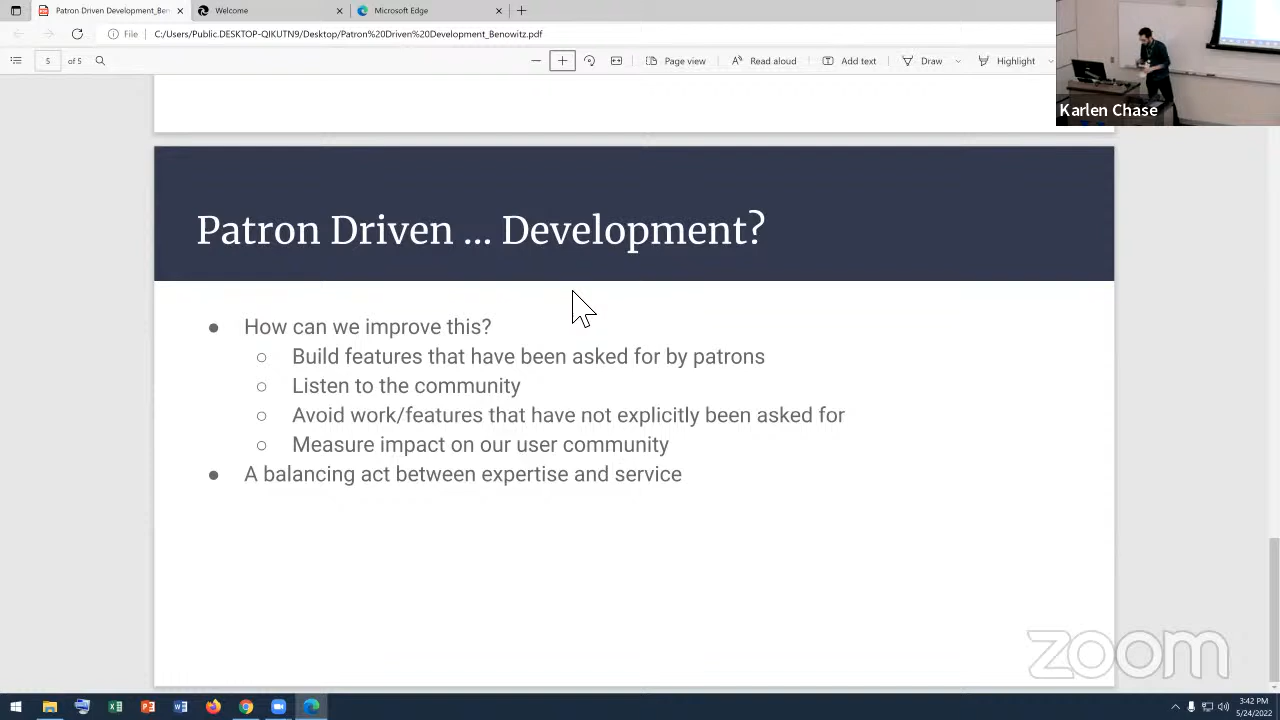 Patron Driven Development_Ben
Welcome
Microsoft Edge
File
C:/Users/Public.DESKTOP-QIKUTN9/Desktop/Patron%20Driven%20Development_Benowitz.pdf
5 of 5
Page view
Read aloud
Add text
Draw
Highlight
Karlen Chase
Patron Driven ... Development?
How can we improve this?
Build features that have been asked for by patrons
Listen to the community
Avoid work/features that have not explicitly been asked for
Measure impact on our user community
A balancing act between expertise and service
zoom
3:42 PM
5/24/2022